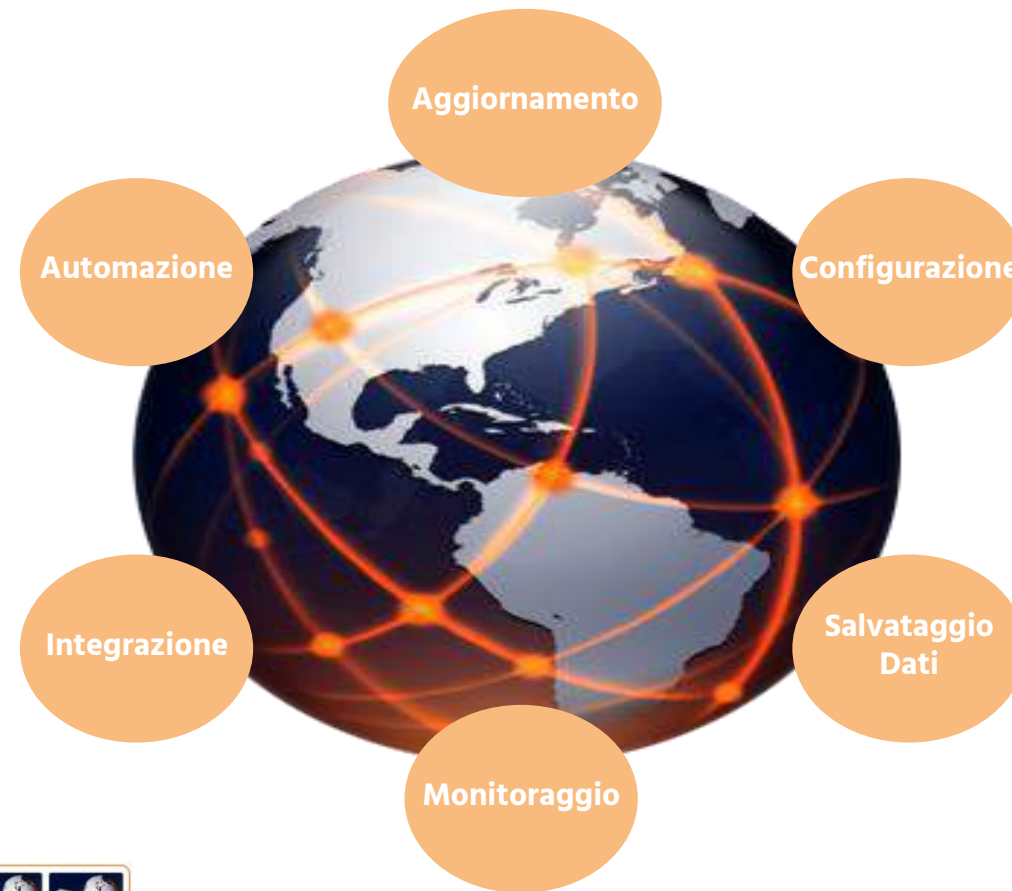 Aggiornamento
Automazione
Configurazione
Integrazione
Salvataggio
Dati
Monitoraggio